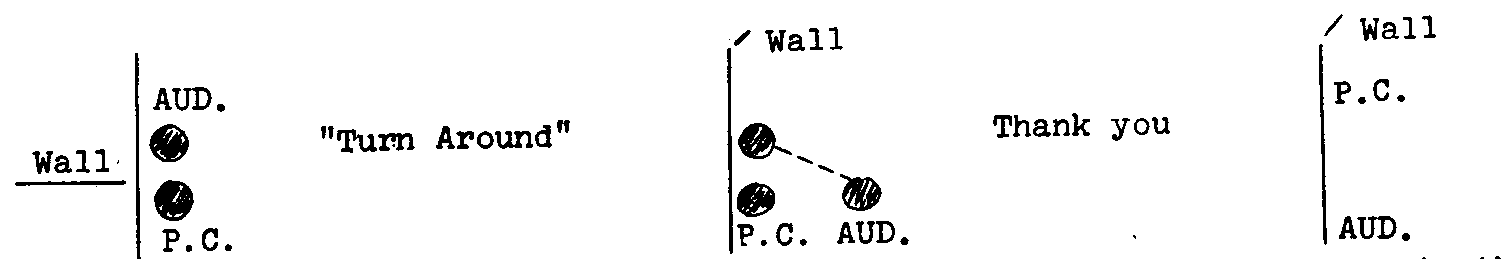 AUD.
Wall
P.C.
"Turn Around"
Wall
P.C. AUD.
Thank you
Wall
P.C.
AUD.